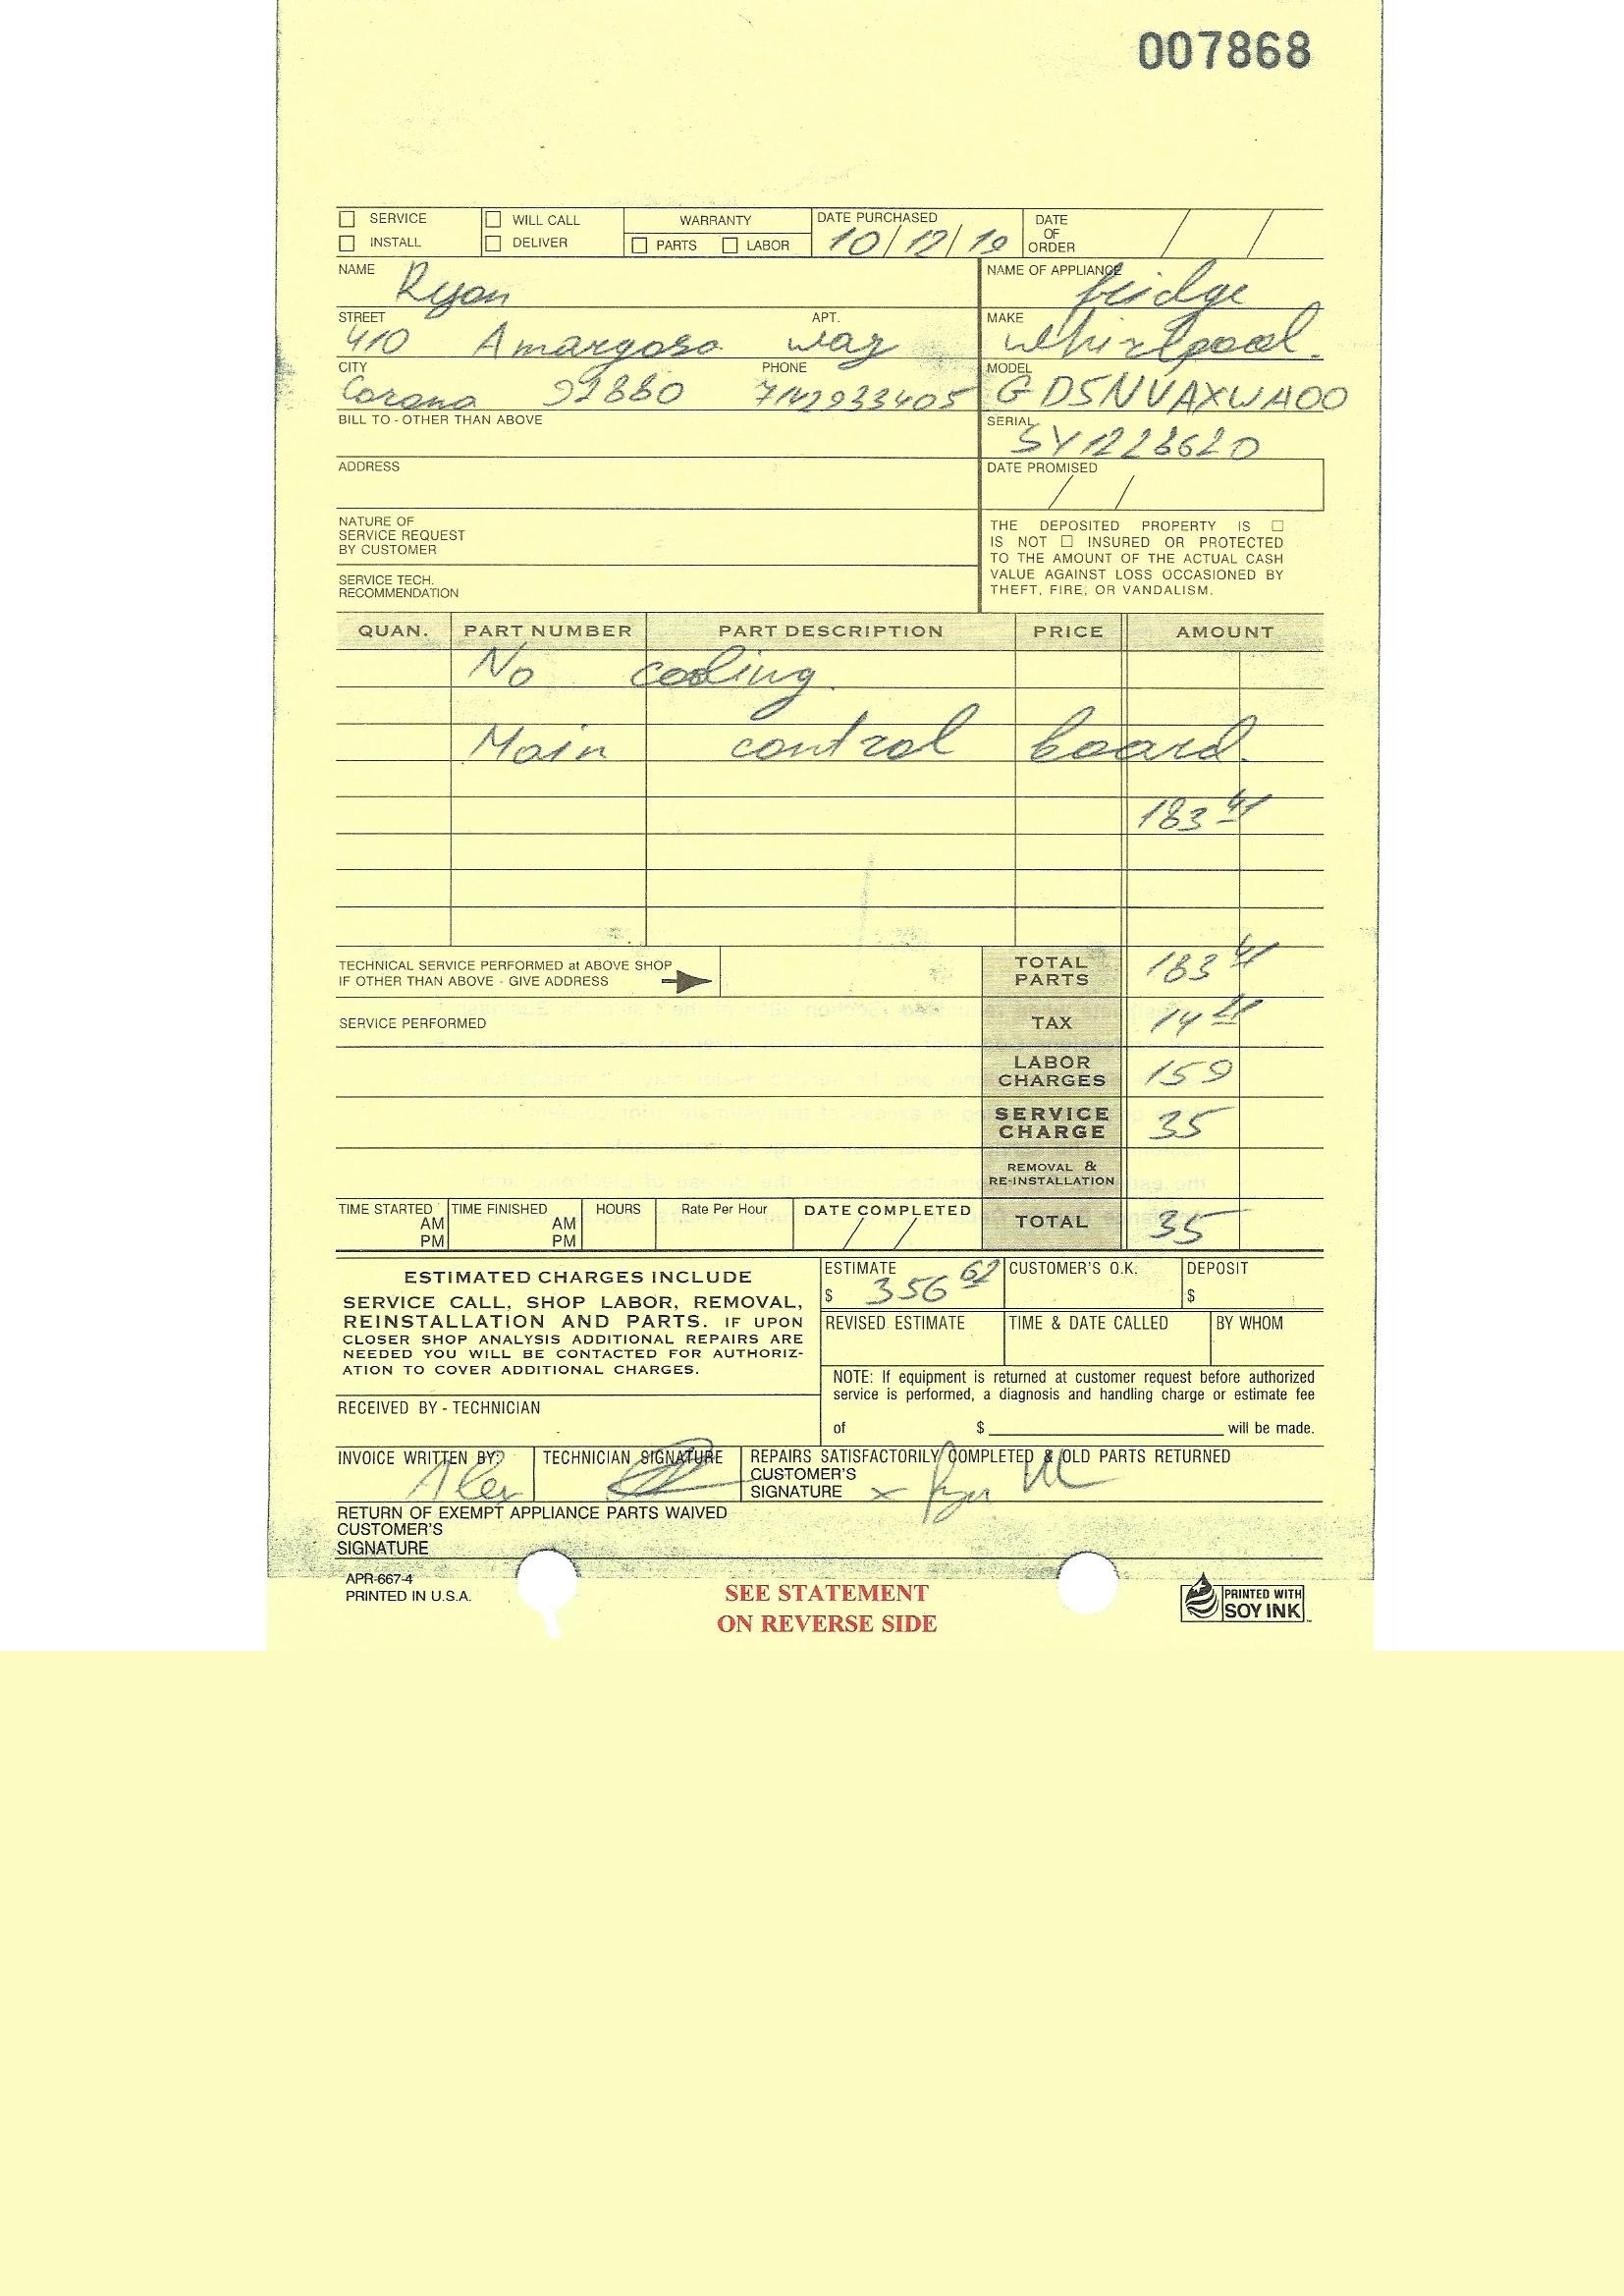 007868
SERVICE WILL CALL WARRANTY DATE PURCHASED DATE OF ORDER
INSTALL DELIVER PARTS LABOR 10/12/19 / /
NAME Ryan NAME OF APPLIANCE fridge
STREET APT. MAKE
410 Amargosa way Whirlpool.
CITY PHONE MODEL
Corona 92880 7142933405 GD5NVAXWA00
BILL TO - OTHER THAN ABOVE SERIAL
ADDRESS DATE PROMISED / /
NATURE OF
SERVICE REQUEST
BY CUSTOMER
SERVICE TECH.
RECOMMENDATION
THE DEPOSITED PROPERTY IS
IS NOT INSURED OR PROTECTED
TO THE AMOUNT OF THE ACTUAL CASH
VALUE AGAINST LOSS OCCASIONED BY
THEFT, FIRE, OR VANDALISM.
QUAN. PART NUMBER PART DESCRIPTION PRICE AMOUNT
No cooling.
Main control board.
183 41
TECHNICAL SERVICE PERFORMED at ABOVE SHOP
IF OTHER THAN ABOVE - GIVE ADDRESS
TOTAL PARTS 183 41
SERVICE PERFORMED TAX 14
LABOR CHARGES 159
SERVICE CHARGE 35
REMOVAL & RE-INSTALLATION
TIME STARTED AM PM TIME FINISHED AM PM HOURS Rate Per Hour DATE COMPLETED / / TOTAL 35
ESTIMATED CHARGES INCLUDE
SERVICE CALL, SHOP LABOR, REMOVAL,
REINSTALLATION AND PARTS. IF UPON
CLOSER SHOP ANALYSIS ADDITIONAL REPAIRS ARE
NEEDED YOU WILL BE CONTACTED FOR AUTHORIZ-
ATION TO COVER ADDITIONAL CHARGES.
ESTIMATE CUSTOMER'S O.K. DEPOSIT
$ 356 62 $
REVISED ESTIMATE TIME & DATE CALLED BY WHOM
NOTE: If equipment is returned at customer request before authorized
service is performed, a diagnosis and handling charge or estimate fee
of $ will be made.
RECEIVED BY - TECHNICIAN
INVOICE WRITTEN BY: Alex TECHNICIAN SIGNATURE REPAIRS SATISFACTORILY COMPLETED & OLD PARTS RETURNED
CUSTOMER'S
SIGNATURE x
RETURN OF EXEMPT APPLIANCE PARTS WAIVED
CUSTOMER'S
SIGNATURE
APR-667-4
PRINTED IN U.S.A.
SEE STATEMENT
ON REVERSE SIDE
PRINTED WITH
SOY INK